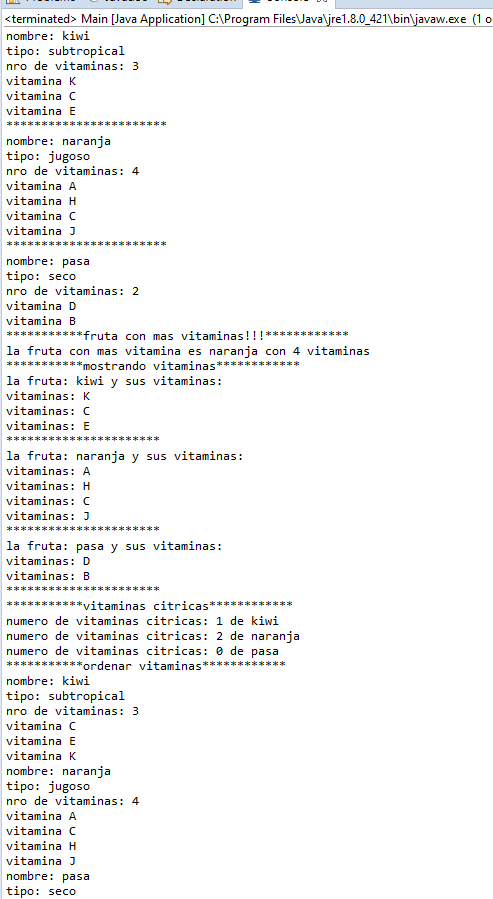 <terminated> Main [Java Application] C:\Program Files\Java\jre1.8.0_421\bin\javaw.exe (1 o
nombre: kiwi
tipo: subtropical
nro de vitaminas: 3
vitamina K
vitamina C
vitamina E
***********************
nombre: naranja
tipo: jugoso
nro de vitaminas: 4
vitamina A
vitamina H
vitamina C
vitamina J
***********************
nombre: pasa
tipo: seco
nro de vitaminas: 2
vitamina D
vitamina B
***********fruta con mas vitaminas!!!************
la fruta con mas vitamina es naranja con 4 vitaminas
***********mostrando vitaminas************
la fruta: kiwi y sus vitaminas:
vitaminas: K
vitaminas: C
vitaminas: E
**********************
la fruta: naranja y sus vitaminas:
vitaminas: A
vitaminas: H
vitaminas: C
vitaminas: J
**********************
la fruta: pasa y sus vitaminas:
vitaminas: D
vitaminas: B
**********************
***********vitaminas citricas************
numero de vitaminas citricas: 1 de kiwi
numero de vitaminas citricas: 2 de naranja
numero de vitaminas citricas: 0 de pasa
***********ordenar vitaminas************
nombre: kiwi
tipo: subtropical
nro de vitaminas: 3
vitamina C
vitamina E
vitamina K
nombre: naranja
tipo: jugoso
nro de vitaminas: 4
vitamina A
vitamina C
vitamina H
vitamina J
nombre: pasa
tipo: seco